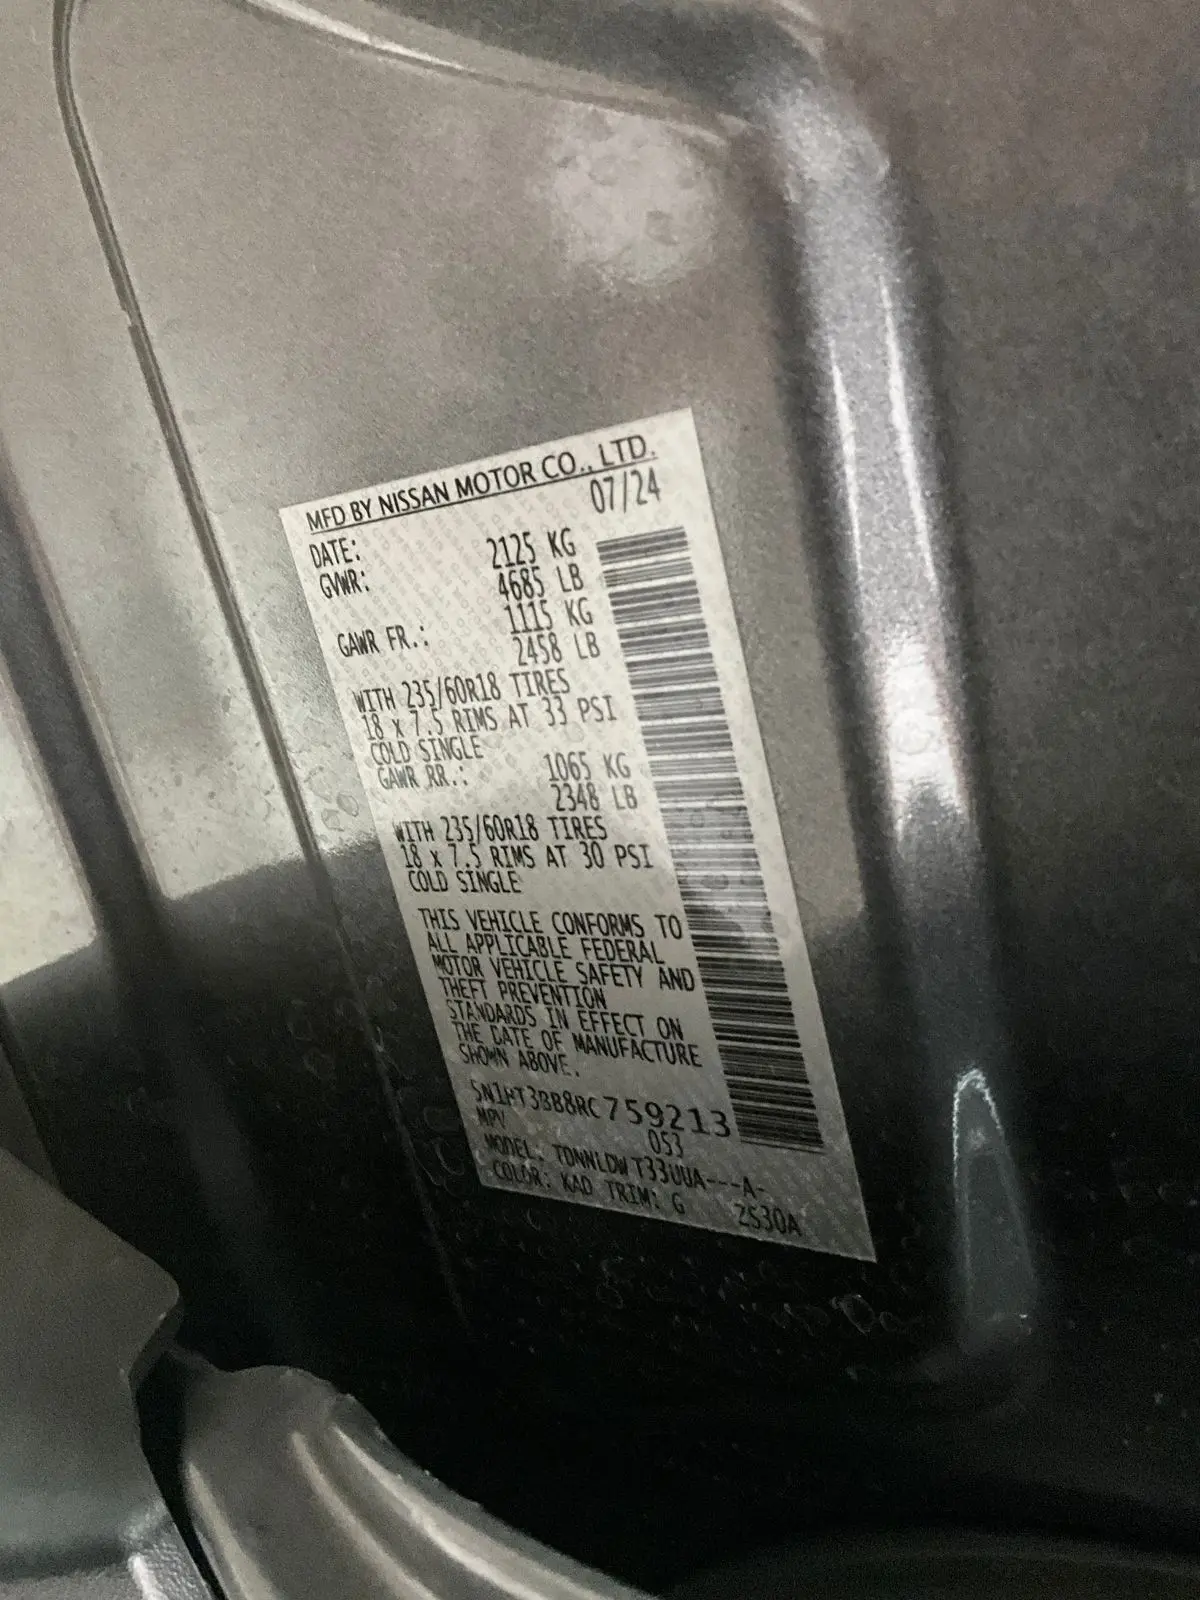 MFD BY NISSAN MOTOR CO., LTD.
DATE: 07/24
GVWR: 2125 KG
4685 LB
GAWR FR.: 1115 KG
2458 LB
WITH 235/60R18 TIRES
18 x 7.5 RIMS AT 33 PSI
COLD SINGLE
GAWR RR.: 1065 KG
2348 LB
WITH 235/60R18 TIRES
18 x 7.5 RIMS AT 30 PSI
COLD SINGLE
THIS VEHICLE CONFORMS TO
ALL APPLICABLE FEDERAL
MOTOR VEHICLE SAFETY AND
THEFT PREVENTION
STANDARDS IN EFFECT ON
THE DATE OF MANUFACTURE
SHOWN ABOVE.
5N1BT3BB8RC759213
MPV 053
MODEL: TDNNLDWT33UUA---A-
COLOR: KAD TRIM: G 2S30A